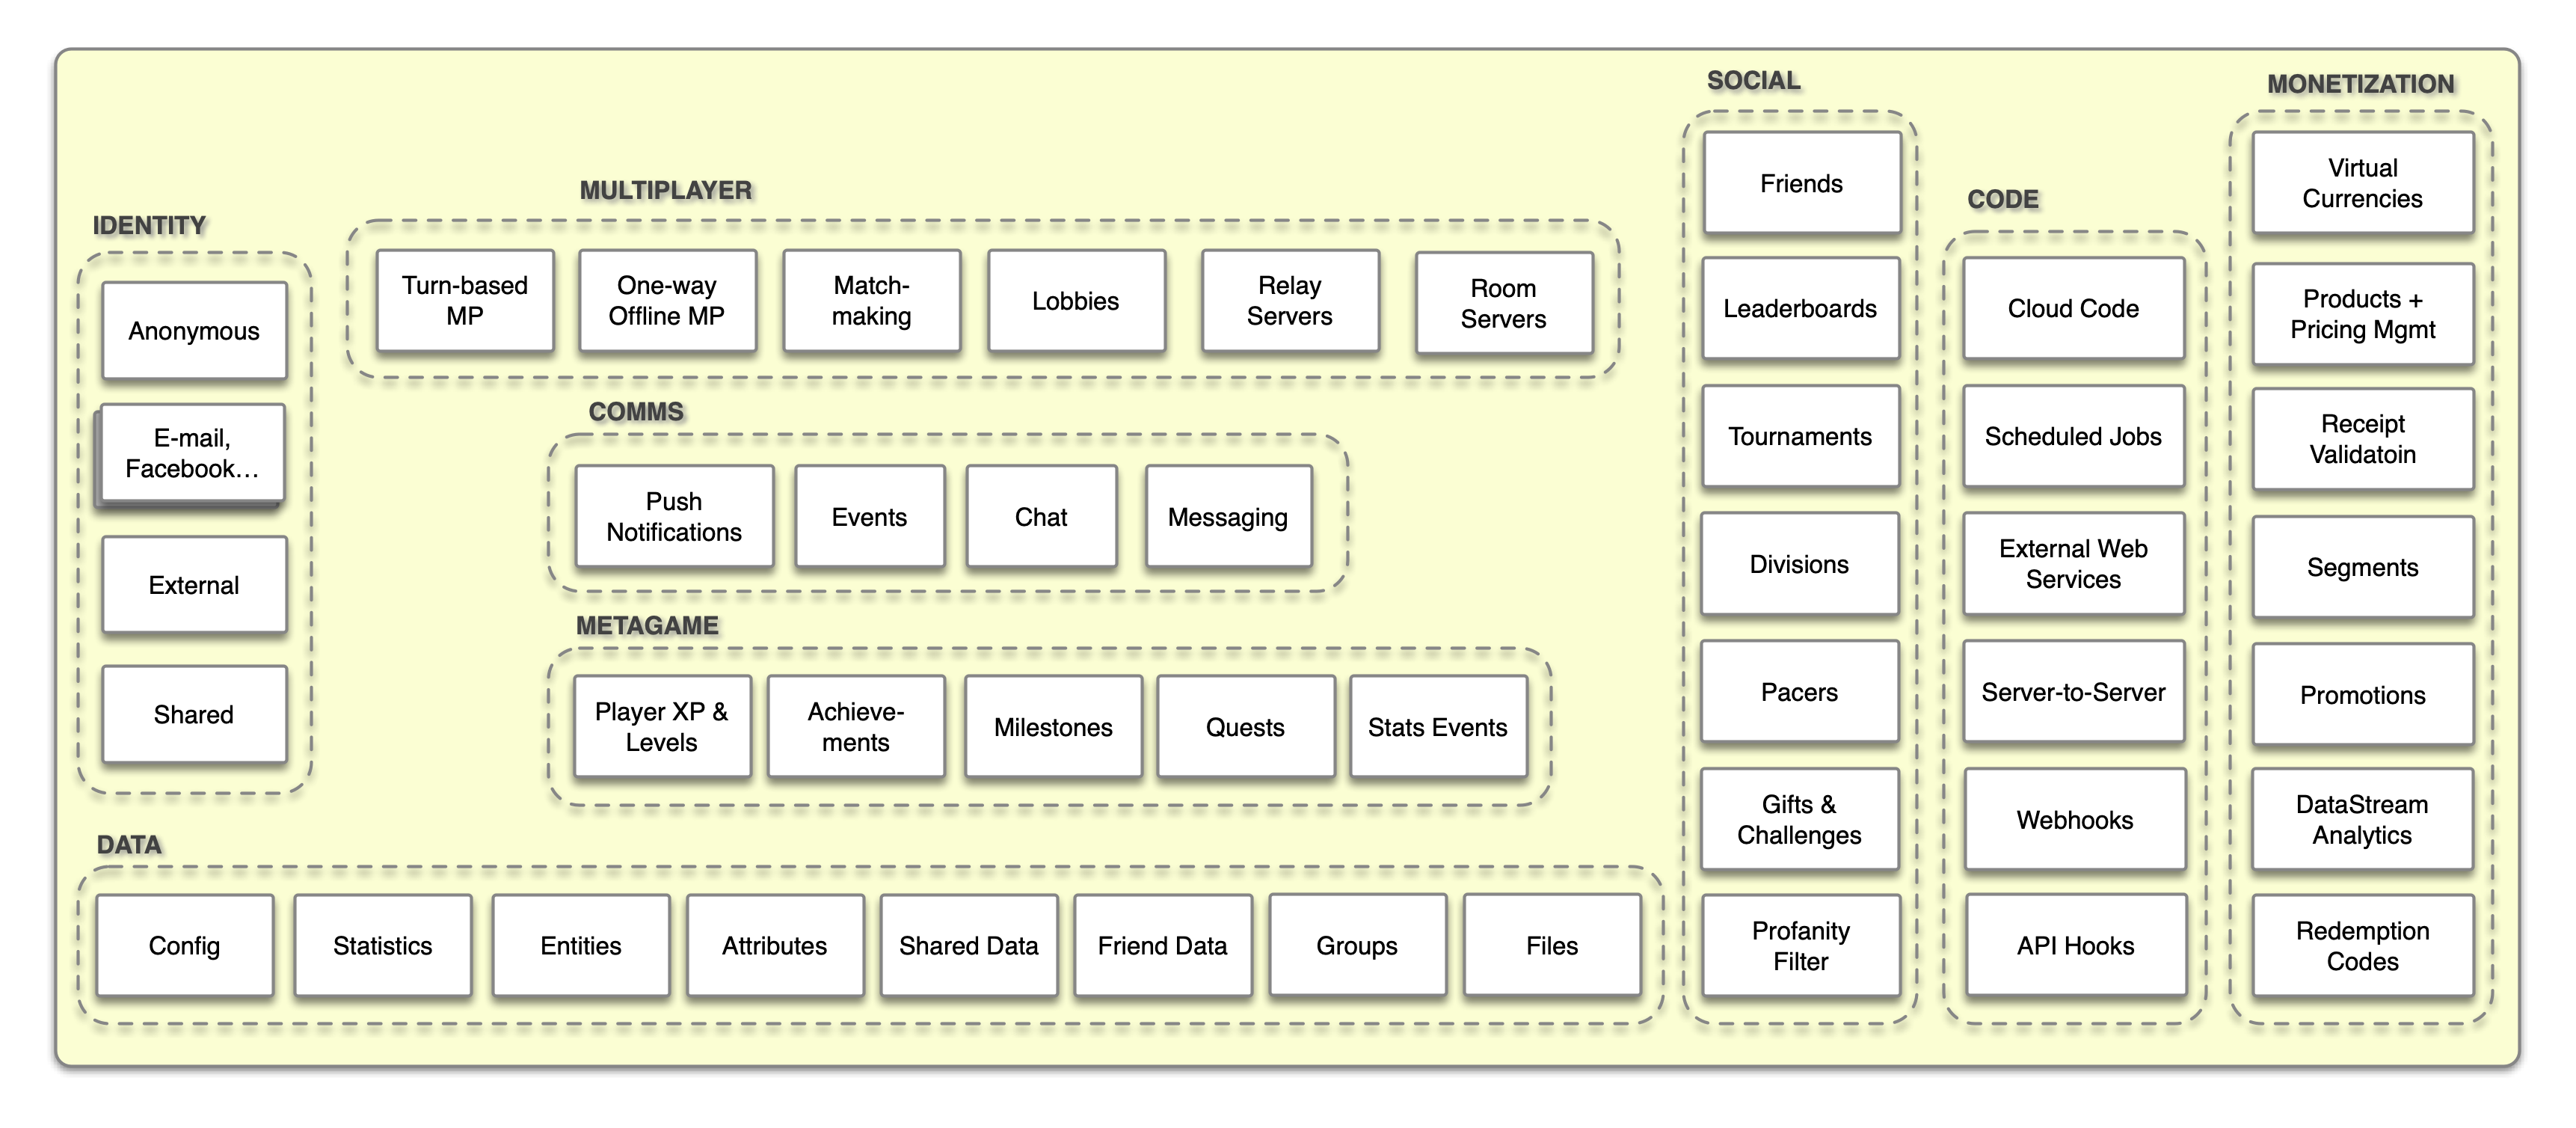 IDENTITY
Anonymous
E-mail,
Facebook…
External
Shared
MULTIPLAYER
Turn-based
MP
One-way
Offline MP
Match-
making
Lobbies
Relay
Servers
Room
Servers
COMMS
Push
Notifications
Events
Chat
Messaging
METAGAME
Player XP &
Levels
Achieve-
ments
Milestones
Quests
Stats Events
DATA
Config
Statistics
Entities
Attributes
Shared Data
Friend Data
Groups
Files
SOCIAL
Friends
Leaderboards
Tournaments
Divisions
Pacers
Gifts &
Challenges
Profanity
Filter
CODE
Cloud Code
Scheduled Jobs
External Web
Services
Server-to-Server
Webhooks
API Hooks
MONETIZATION
Virtual
Currencies
Products +
Pricing Mgmt
Receipt
Validatoin
Segments
Promotions
DataStream
Analytics
Redemption
Codes